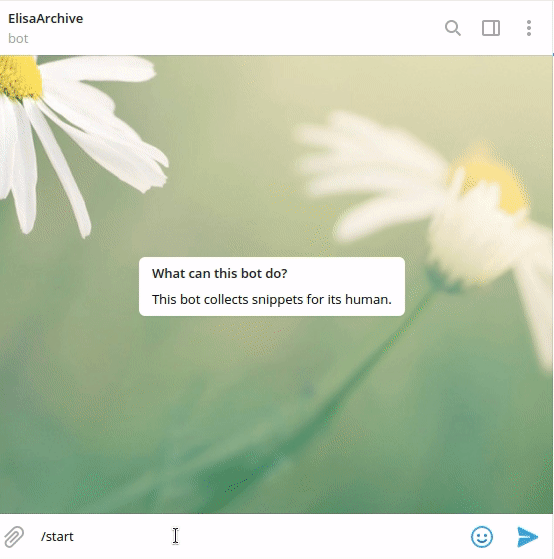 ElisaArchive
bot
What can this bot do?
This bot collects snippets for its human.
/start